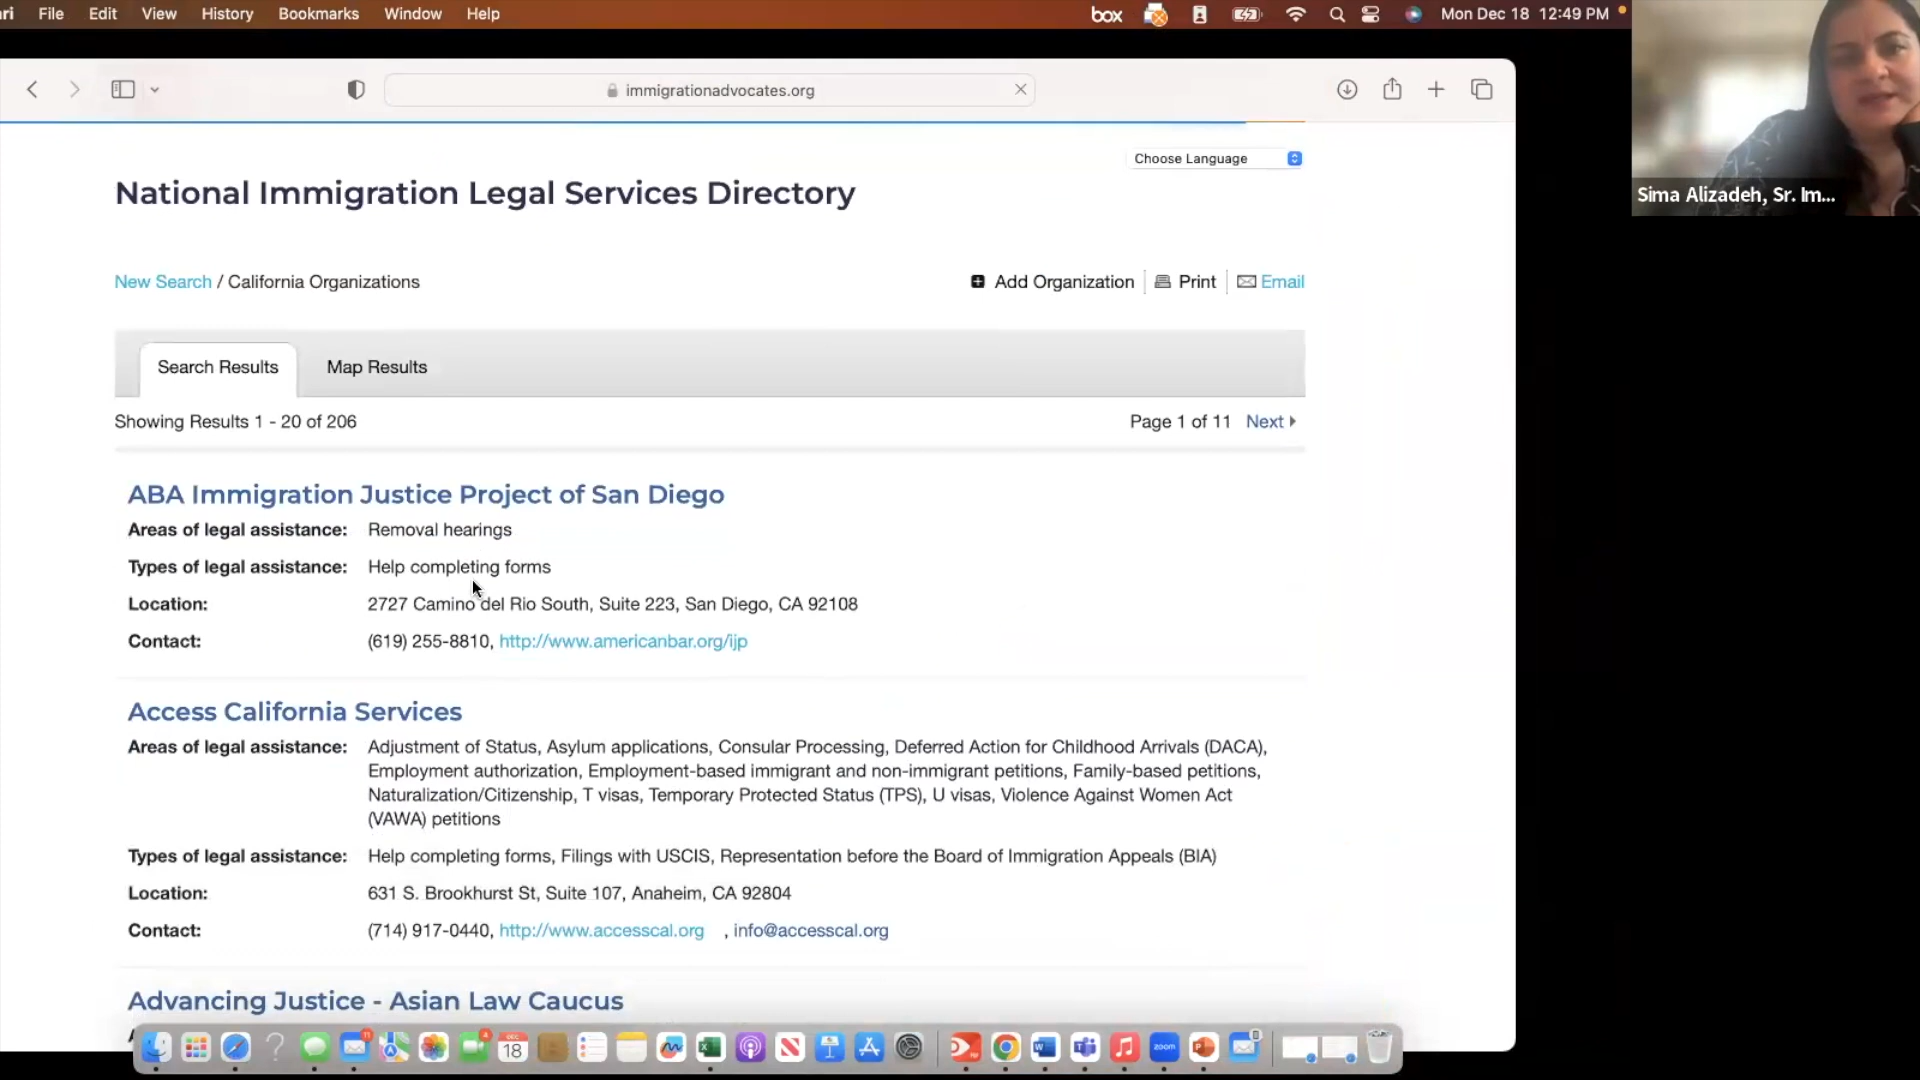 ri File Edit View History Bookmarks Window Help box Mon Dec 18 12:49 PM
immigrationadvocates.org
Sima Alizadeh, Sr. Im...
Choose Language
National Immigration Legal Services Directory
New Search / California Organizations Add Organization Print Email
Search Results Map Results
Showing Results 1 - 20 of 206 Page 1 of 11 Next
ABA Immigration Justice Project of San Diego
Areas of legal assistance: Removal hearings
Types of legal assistance: Help completing forms
Location: 2727 Camino del Rio South, Suite 223, San Diego, CA 92108
Contact: (619) 255-8810, http://www.americanbar.org/ijp
Access California Services
Areas of legal assistance: Adjustment of Status, Asylum applications, Consular Processing, Deferred Action for Childhood Arrivals (DACA),
Employment authorization, Employment-based immigrant and non-immigrant petitions, Family-based petitions,
Naturalization/Citizenship, T visas, Temporary Protected Status (TPS), U visas, Violence Against Women Act
(VAWA) petitions
Types of legal assistance: Help completing forms, Filings with USCIS, Representation before the Board of Immigration Appeals (BIA)
Location: 631 S. Brookhurst St, Suite 107, Anaheim, CA 92804
Contact: (714) 917-0440, http://www.accesscal.org , info@accesscal.org
Advancing Justice - Asian Law Caucus
DEC
18
zoom